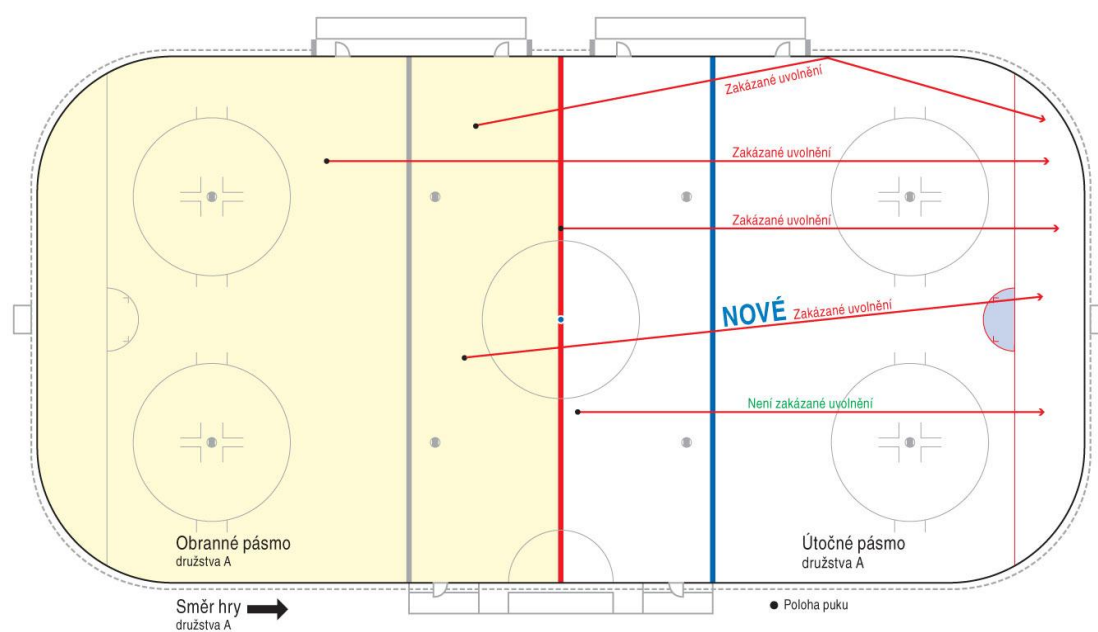 Zakázané uvolnění
Zakázané uvolnění
Zakázané uvolnění
NOVÉ Zakázané uvolnění
Není zakázané uvolnění
Obranné pásmo
družstva A
Útočné pásmo
družstva A
Směr hry
družstva A
Poloha puku